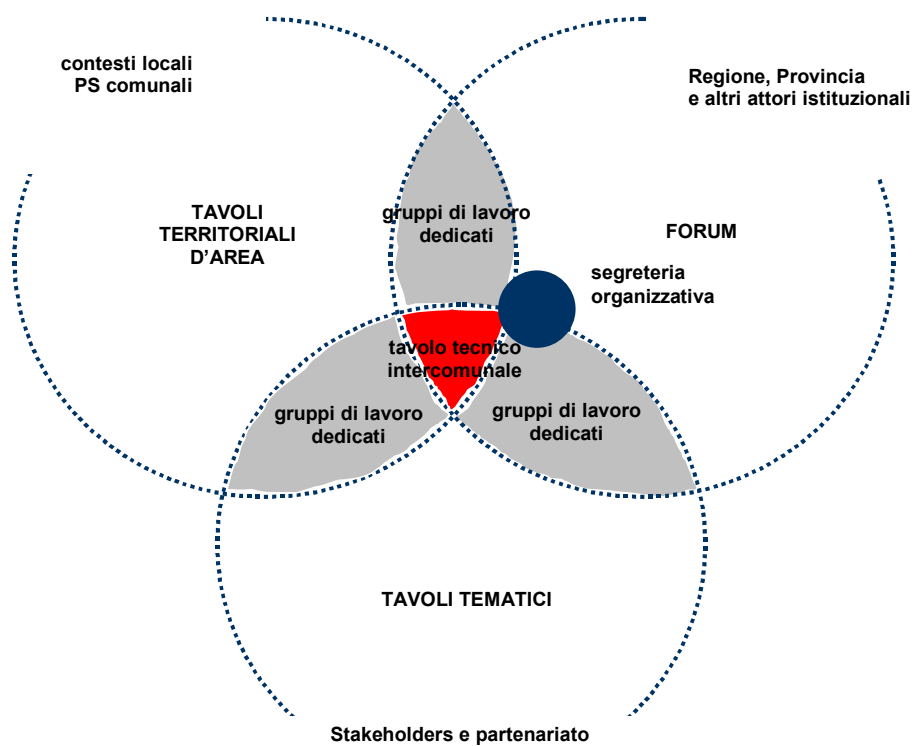 contesti locali
PS comunali
Regione, Provincia
e altri attori istituzionali
TAVOLI
TERRITORIALI
D’AREA
gruppi di lavoro
dedicati
FORUM
segreteria
organizzativa
tavolo tecnico
intercomunale
gruppi di lavoro
dedicati
gruppi di lavoro
dedicati
TAVOLI TEMATICI
Stakeholders e partenariato